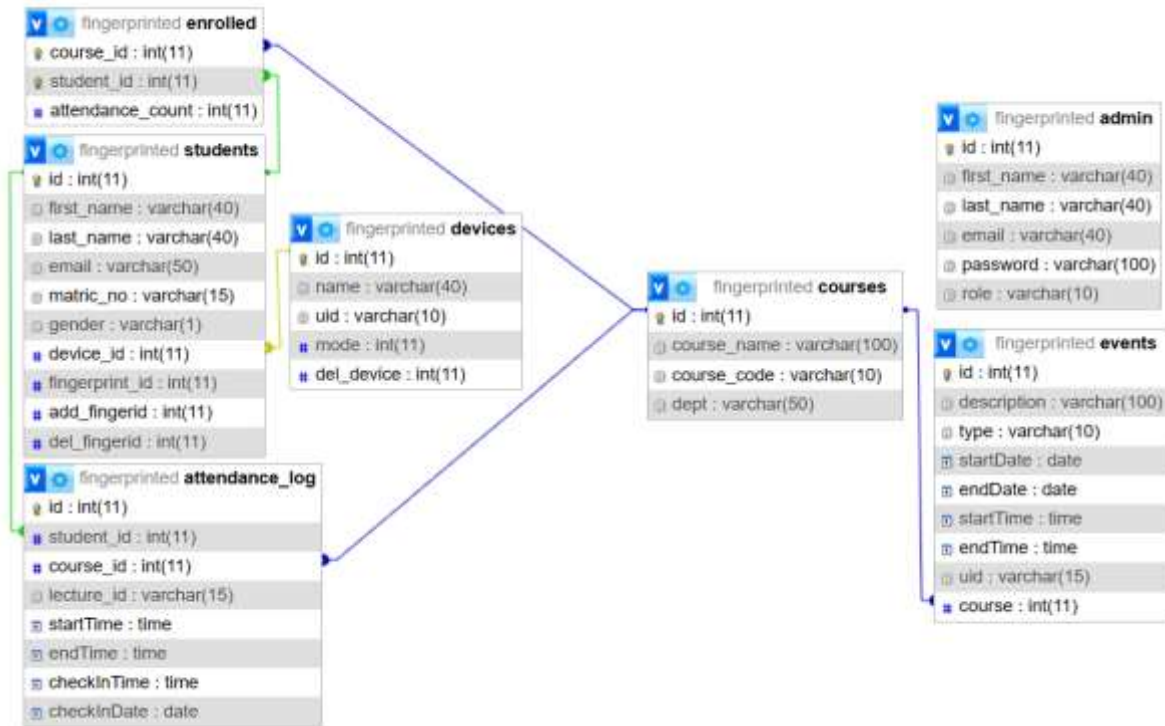 fingerprinted enrolled
course_id : int(11)
student_id : int(11)
# attendance_count : int(11)
fingerprinted students
id : int(11)
first_name : varchar(40)
last_name : varchar(40)
email : varchar(50)
matric_no : varchar(15)
gender : varchar(1)
# device_id : int(11)
# fingerprint_id : int(11)
# add_fingerid : int(11)
# del_fingerid : int(11)
fingerprinted attendance_log
id : int(11)
# student_id : int(11)
# course_id : int(11)
lecture_id : varchar(15)
startTime : time
endTime : time
checkInTime : time
checkInDate : date
fingerprinted devices
id : int(11)
name : varchar(40)
uid : varchar(10)
# mode : int(11)
# del_device : int(11)
fingerprinted courses
id : int(11)
course_name : varchar(100)
course_code : varchar(10)
dept : varchar(50)
fingerprinted admin
id : int(11)
first_name : varchar(40)
last_name : varchar(40)
email : varchar(40)
password : varchar(100)
role : varchar(10)
fingerprinted events
id : int(11)
description : varchar(100)
type : varchar(10)
startDate : date
endDate : date
startTime : time
endTime : time
uid : varchar(15)
# course : int(11)